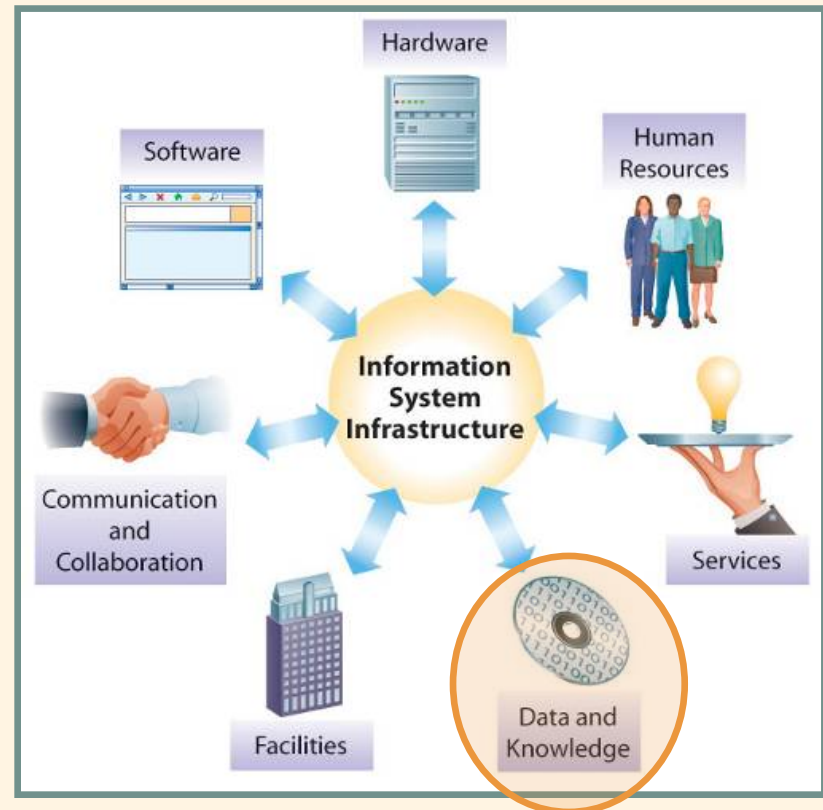 Hardware
Software
Human
Resources
Information
System
Infrastructure
Communication
and
Collaboration
Services
Facilities
Data and
Knowledge